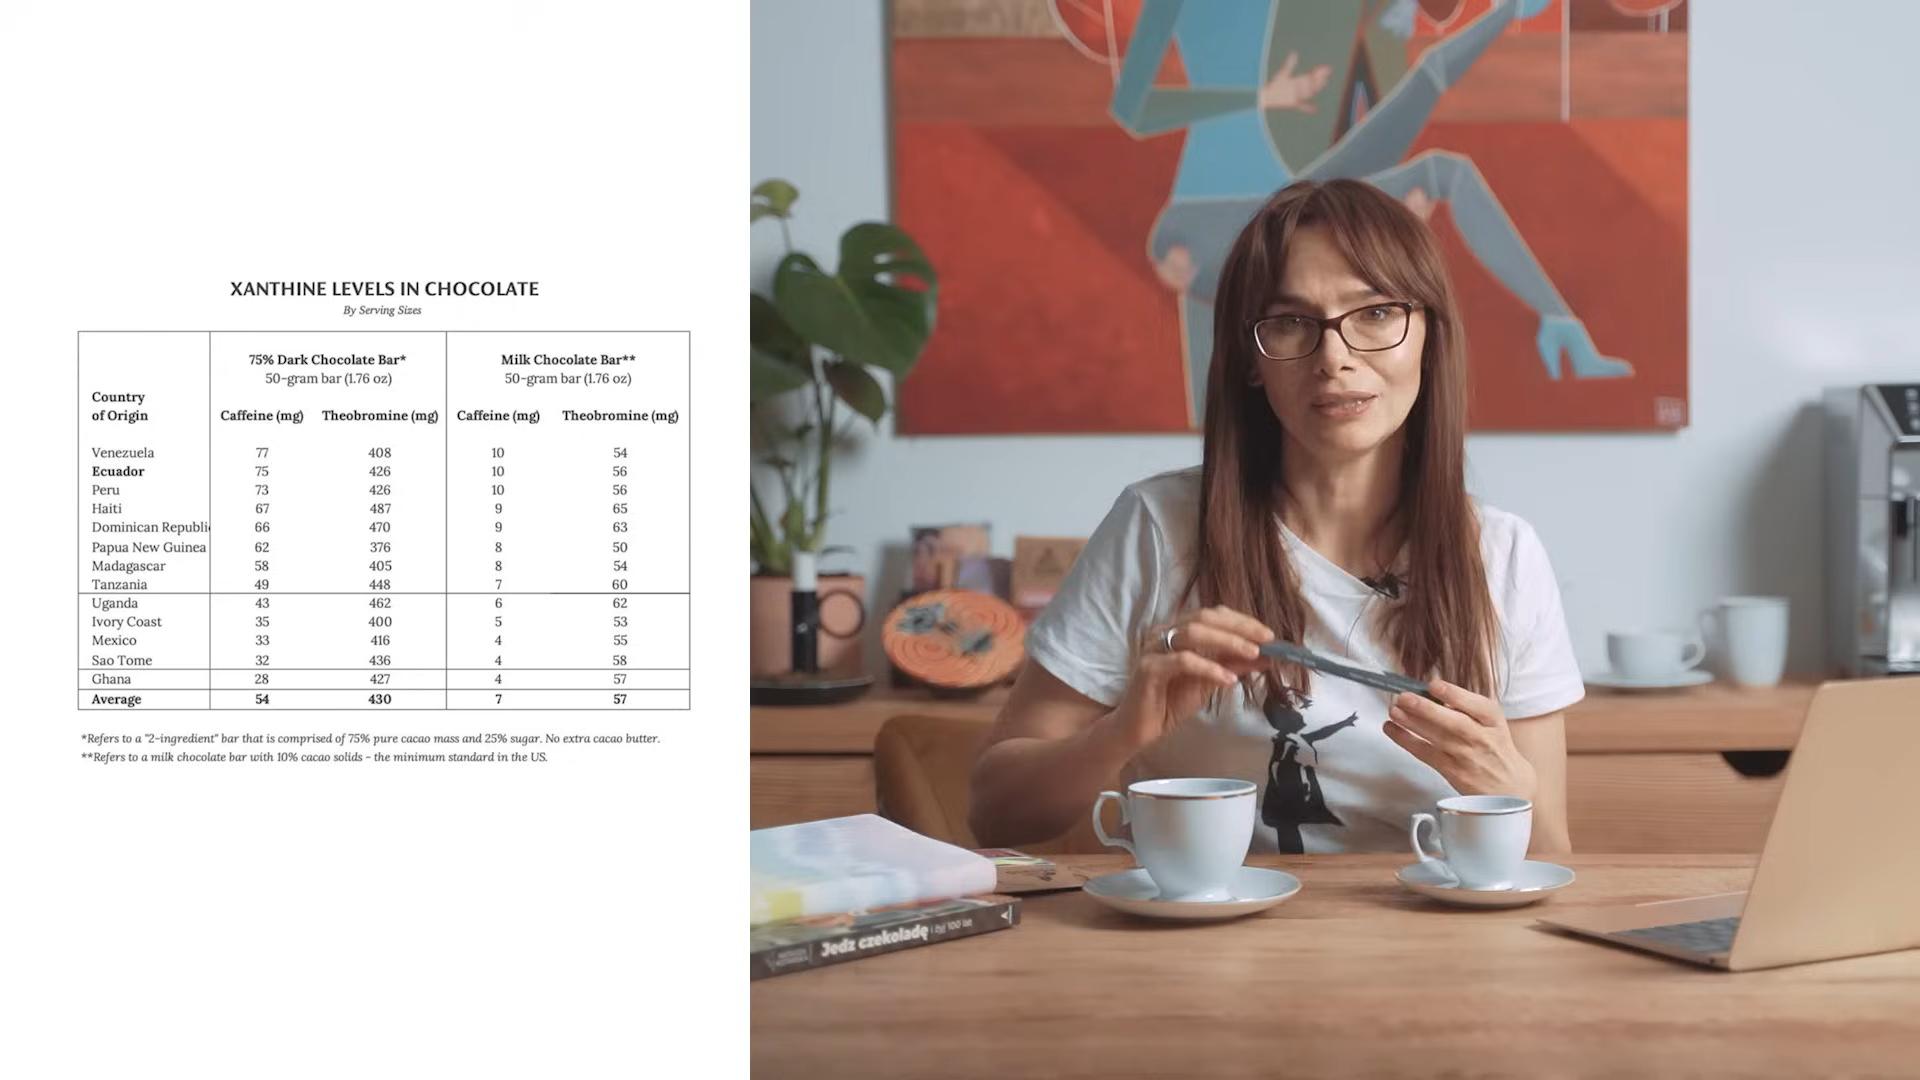 XANTHINE LEVELS IN CHOCOLATE
By Serving Sizes
75% Dark Chocolate Bar* Milk Chocolate Bar**
50-gram bar (1.76 oz) 50-gram bar (1.76 oz)
Country
of Origin Caffeine (mg) Theobromine (mg) Caffeine (mg) Theobromine (mg)
Venezuela 77 408 10 54
Ecuador 75 426 10 56
Peru 73 426 10 56
Haiti 67 487 9 65
Dominican Republi 66 470 9 63
Papua New Guinea 62 376 8 50
Madagascar 58 405 8 54
Tanzania 49 448 7 60
Uganda 43 462 6 62
Ivory Coast 35 400 5 53
Mexico 33 416 4 55
Sao Tome 32 436 4 58
Ghana 28 427 4 57
Average 54 430 7 57
*Refers to a "2-ingredient" bar that is comprised of 75% pure cacao mass and 25% sugar. No extra cacao butter.
**Refers to a milk chocolate bar with 10% cacao solids - the minimum standard in the US.
Jedz czekoladę i żyj 100 lat